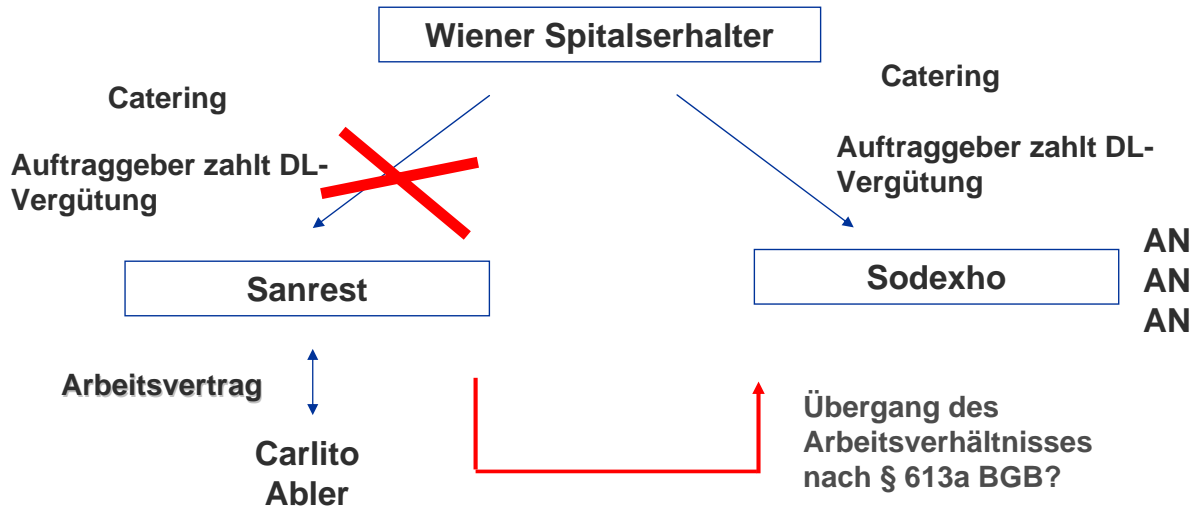 Wiener Spitalserhalter
Catering
Auftraggeber zahlt DL-
Vergütung
Catering
Auftraggeber zahlt DL-
Vergütung
Sanrest
Sodexho
AN
AN
AN
Arbeitsvertrag
Carlito
Abler
Übergang des
Arbeitsverhältnisses
nach § 613a BGB?